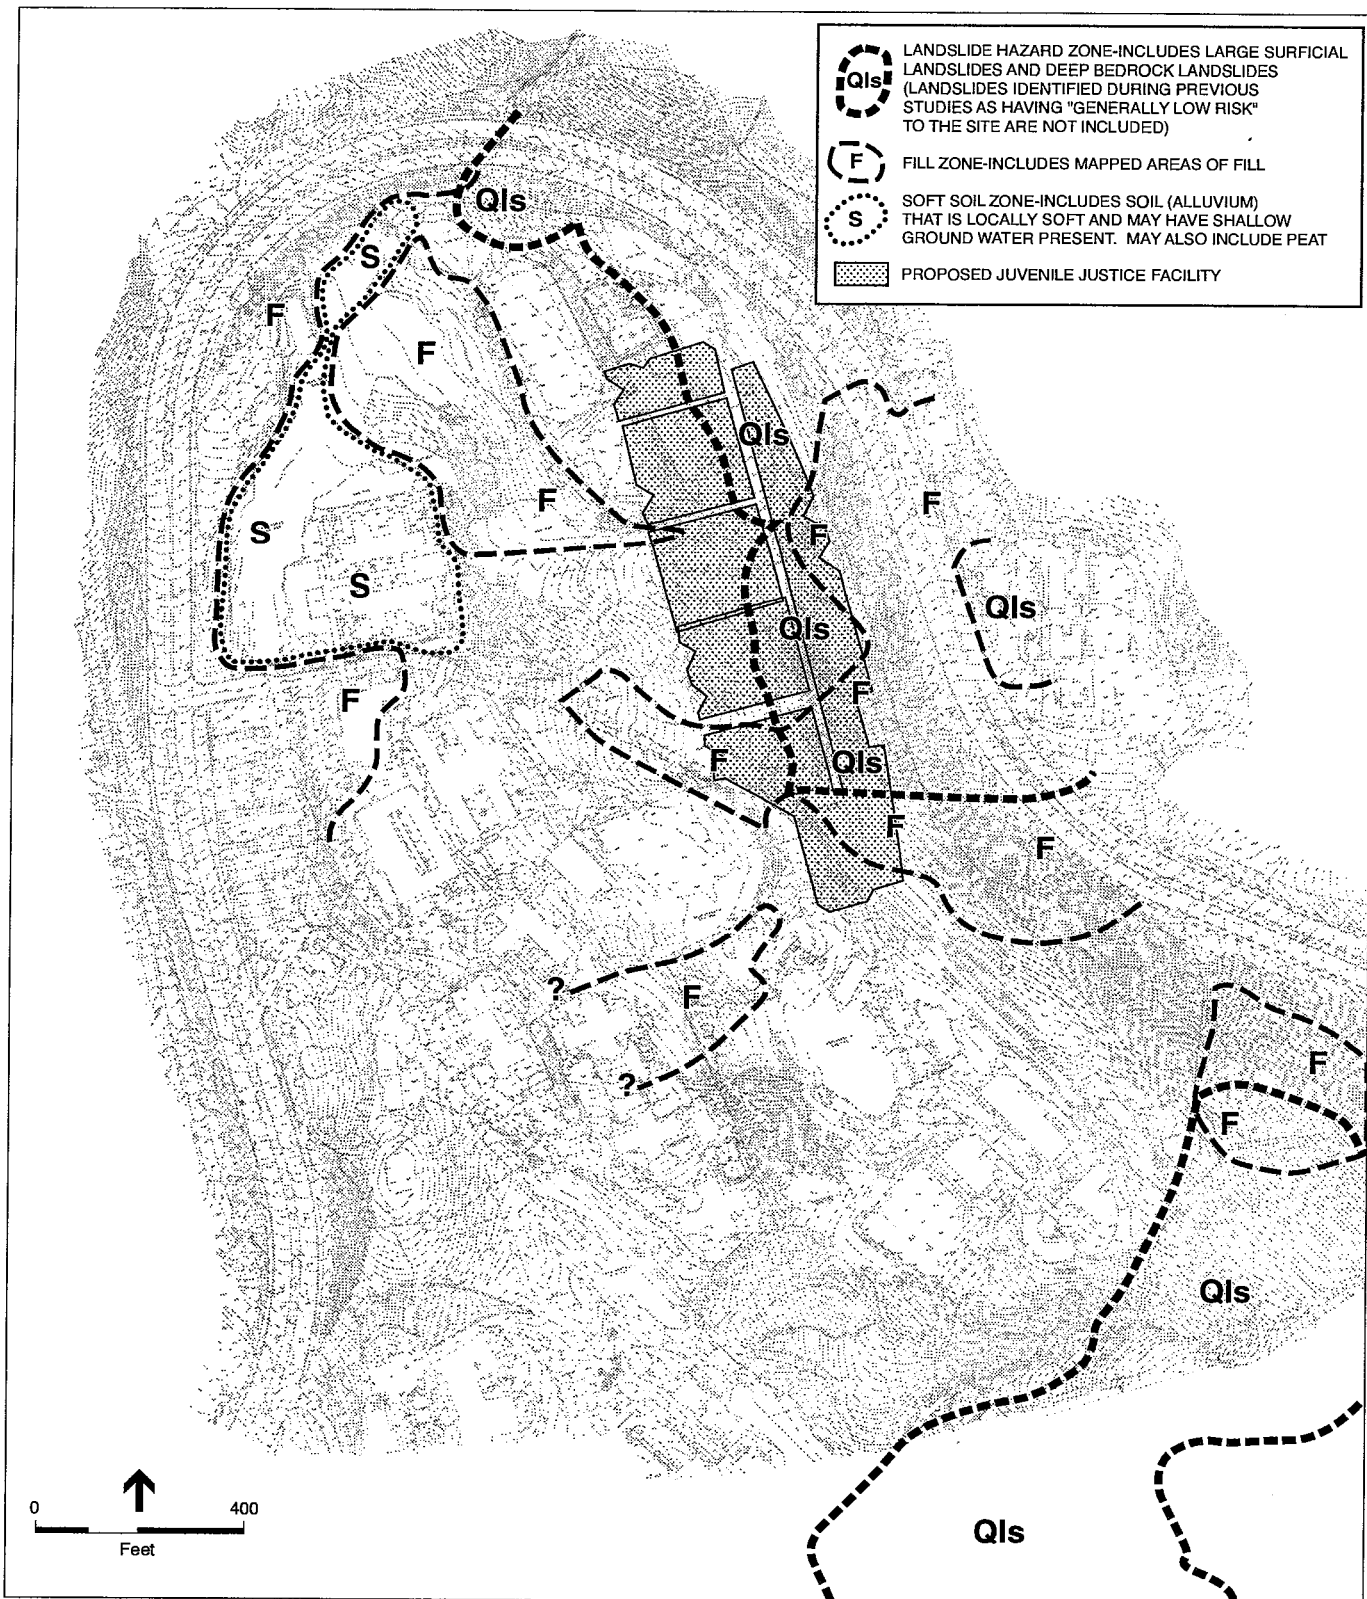 Qls
LANDSLIDE HAZARD ZONE-INCLUDES LARGE SURFICIAL
LANDSLIDES AND DEEP BEDROCK LANDSLIDES
(LANDSLIDES IDENTIFIED DURING PREVIOUS
STUDIES AS HAVING "GENERALLY LOW RISK"
TO THE SITE ARE NOT INCLUDED)
F
FILL ZONE-INCLUDES MAPPED AREAS OF FILL
S
SOFT SOIL ZONE-INCLUDES SOIL (ALLUVIUM)
THAT IS LOCALLY SOFT AND MAY HAVE SHALLOW
GROUND WATER PRESENT. MAY ALSO INCLUDE PEAT
PROPOSED JUVENILE JUSTICE FACILITY
Qls
S
F
F
Qls
F
F
S
F
S
Qls
Qls
F
F
F
Qls
F
F
?
F
?
F
F
Qls
Qls
0 400
Feet